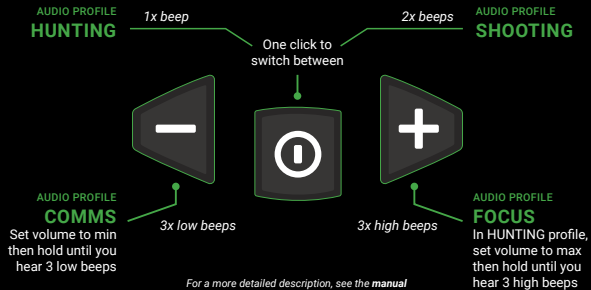 AUDIO PROFILE
HUNTING
1x beep
One click to
switch between
2x beeps
AUDIO PROFILE
SHOOTING
AUDIO PROFILE
COMMS
Set volume to min
then hold until you
hear 3 low beeps
3x low beeps
3x high beeps
AUDIO PROFILE
FOCUS
In HUNTING profile,
set volume to max
then hold until you
hear 3 high beeps
For a more detailed description, see the manual